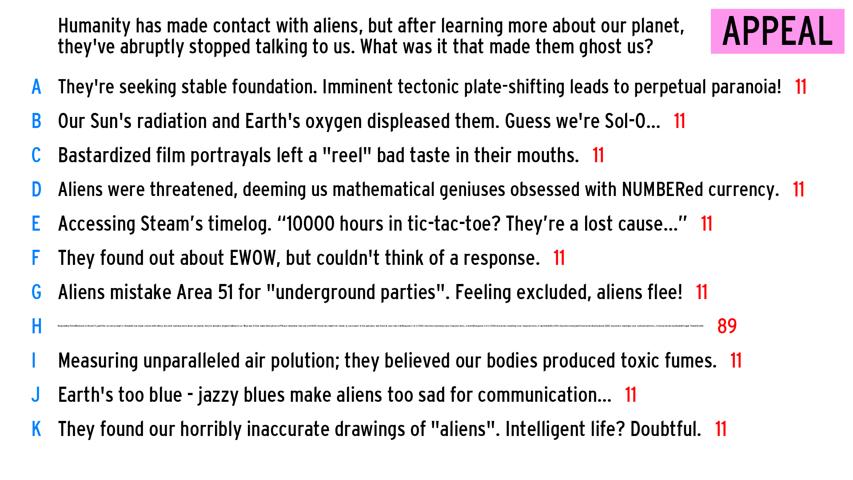 Humanity has made contact with aliens, but after learning more about our planet,
they've abruptly stopped talking to us. What was it that made them ghost us?
APPEAL
A They're seeking stable foundation. Imminent tectonic plate-shifting leads to perpetual paranoia! 11
B Our Sun's radiation and Earth's oxygen displeased them. Guess we're Sol-O... 11
C Bastardized film portrayals left a "reel" bad taste in their mouths. 11
D Aliens were threatened, deeming us mathematical geniuses obsessed with NUMBERed currency. 11
E Accessing Steam’s timelog. “10000 hours in tic-tac-toe? They’re a lost cause...” 11
F They found out about EWOW, but couldn't think of a response. 11
G Aliens mistake Area 51 for "underground parties". Feeling excluded, aliens flee! 11
H 89
I Measuring unparalleled air polution; they believed our bodies produced toxic fumes. 11
J Earth's too blue - jazzy blues make aliens too sad for communication... 11
K They found our horribly inaccurate drawings of "aliens". Intelligent life? Doubtful. 11